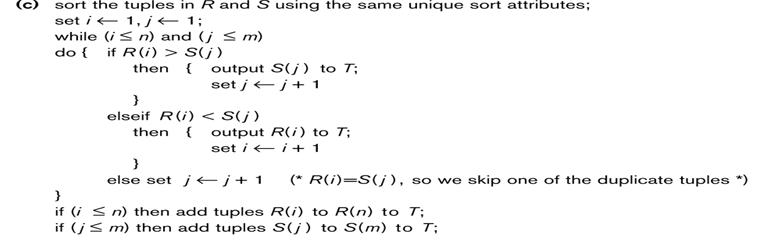 (c) sort the tuples in R and S using the same unique sort attributes;
set i ← 1, j ← 1;
while (i ≤ n) and (j ≤ m)
do { if R(i) > S(j)
then { output S(j) to T;
set j ← j + 1
}
elseif R(i) < S(j)
then { output R(i) to T;
set i ← i + 1
}
else set j ← j + 1 (* R(i)=S(j), so we skip one of the duplicate tuples *)
}
if (i ≤ n) then add tuples R(i) to R(n) to T;
if (j ≤ m) then add tuples S(j) to S(m) to T;